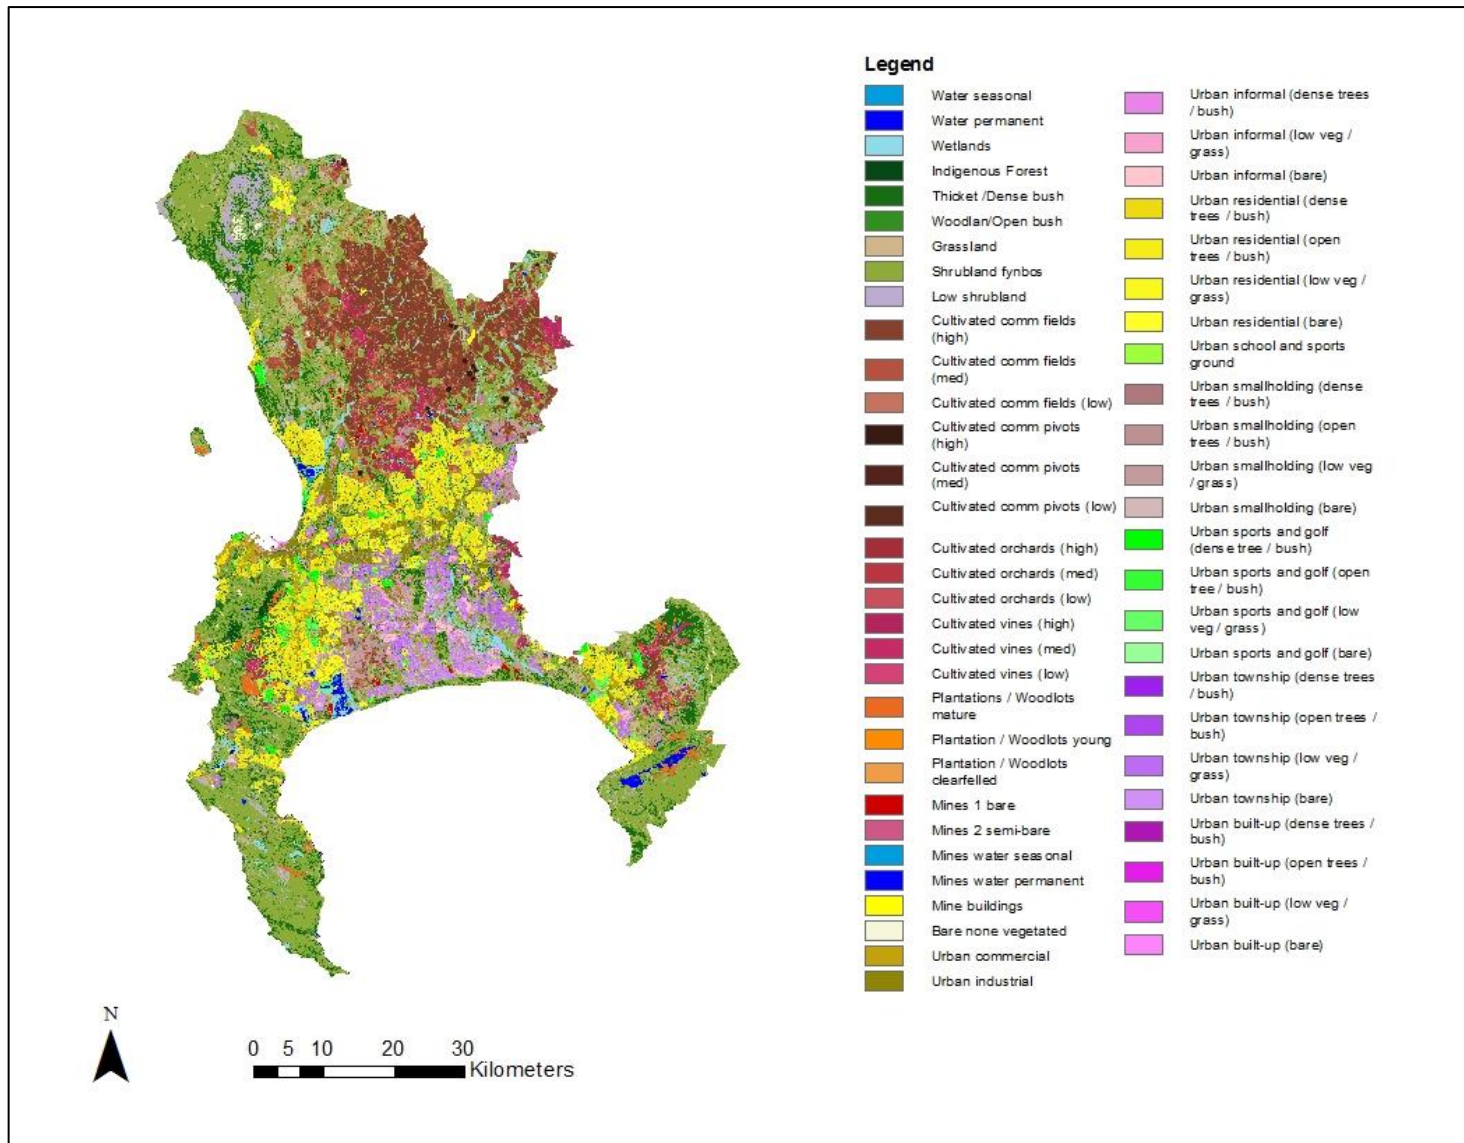 Legend
Water seasonal
Water permanent
Wetlands
Indigenous Forest
Thicket /Dense bush
Woodlan/Open bush
Grassland
Shrubland fynbos
Low shrubland
Cultivated comm fields
(high)
Cultivated comm fields
(med)
Cultivated comm fields (low)
Cultivated comm pivots
(high)
Cultivated comm pivots
(med)
Cultivated comm pivots (low)
Cultivated orchards (high)
Cultivated orchards (med)
Cultivated orchards (low)
Cultivated vines (high)
Cultivated vines (med)
Cultivated vines (low)
Plantations / Woodlots
mature
Plantation / Woodlots young
Plantation / Woodlots
clearfelled
Mines 1 bare
Mines 2 semi-bare
Mines water seasonal
Mines water permanent
Mine buildings
Bare none vegetated
Urban commercial
Urban industrial
Urban informal (dense trees
/ bush)
Urban informal (low veg /
grass)
Urban informal (bare)
Urban residential (dense
trees / bush)
Urban residential (open
trees / bush)
Urban residential (low veg /
grass)
Urban residential (bare)
Urban school and sports
ground
Urban smallholding (dense
trees / bush)
Urban smallholding (open
trees / bush)
Urban smallholding (low veg
/ grass)
Urban smallholding (bare)
Urban sports and golf
(dense tree / bush)
Urban sports and golf (open
tree / bush)
Urban sports and golf (low
veg / grass)
Urban sports and golf (bare)
Urban township (dense trees
/ bush)
Urban township (open trees /
bush)
Urban township (low veg /
grass)
Urban township (bare)
Urban built-up (dense trees /
bush)
Urban built-up (open trees /
bush)
Urban built-up (low veg /
grass)
Urban built-up (bare)
N
0 5 10 20 30
Kilometers